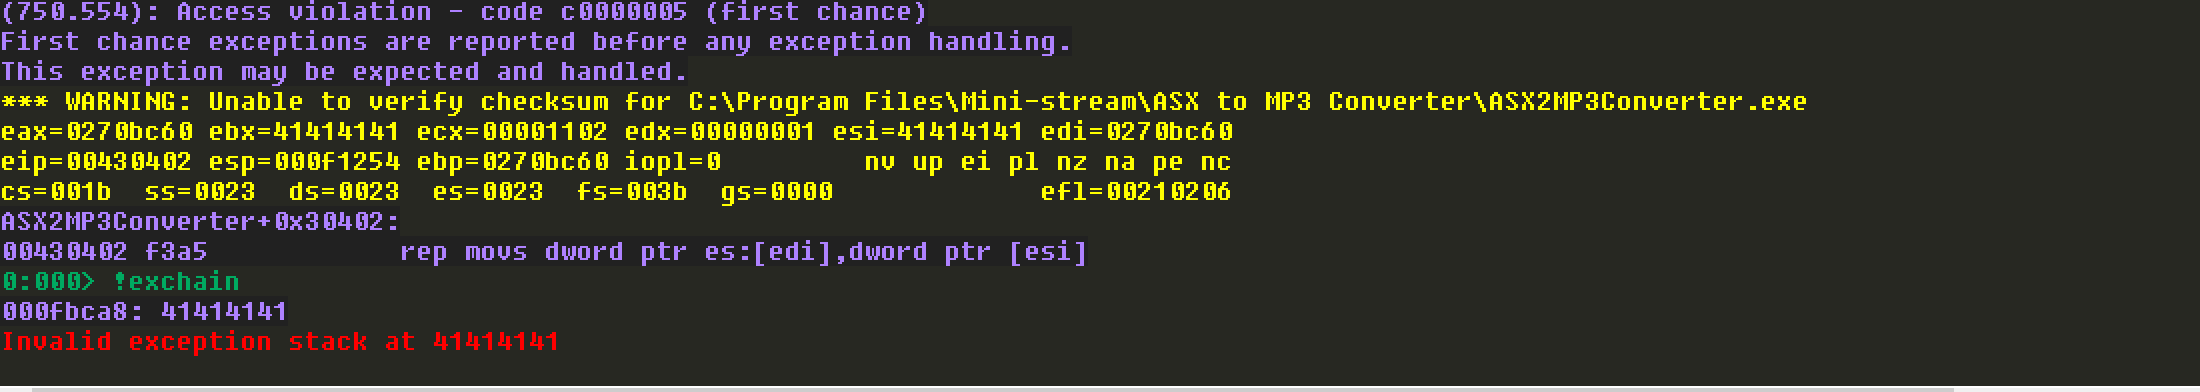 (750.554): Access violation - code c0000005 (first chance)
First chance exceptions are reported before any exception handling.
This exception may be expected and handled.
*** WARNING: Unable to verify checksum for C:\Program Files\Mini-stream\ASX to MP3 Converter\ASX2MP3Converter.exe
eax=0270bc60 ebx=41414141 ecx=00001102 edx=00000001 esi=41414141 edi=0270bc60
eip=00430402 esp=000f1254 ebp=0270bc60 iopl=0         nv up ei pl nz na pe nc
cs=001b  ss=0023  ds=0023  es=0023  fs=003b  gs=0000             efl=00210206
ASX2MP3Converter+0x30402:
00430402 f3a5            rep movs dword ptr es:[edi],dword ptr [esi]
0:000> !exchain
000fbca8: 41414141
Invalid exception stack at 41414141